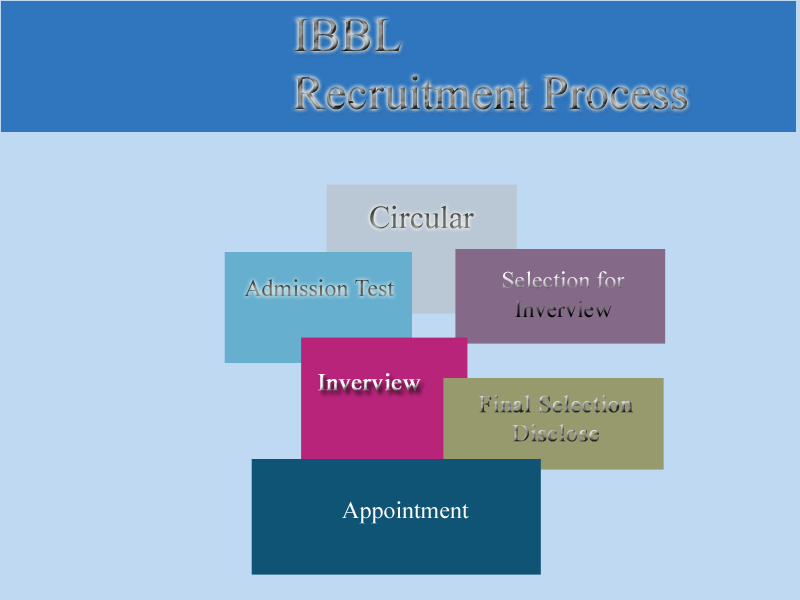 IBBL
Recruitment Process
Circular
Admission Test
Selection for
Inverview
Inverview
Final Selection
Disclose
Appointment